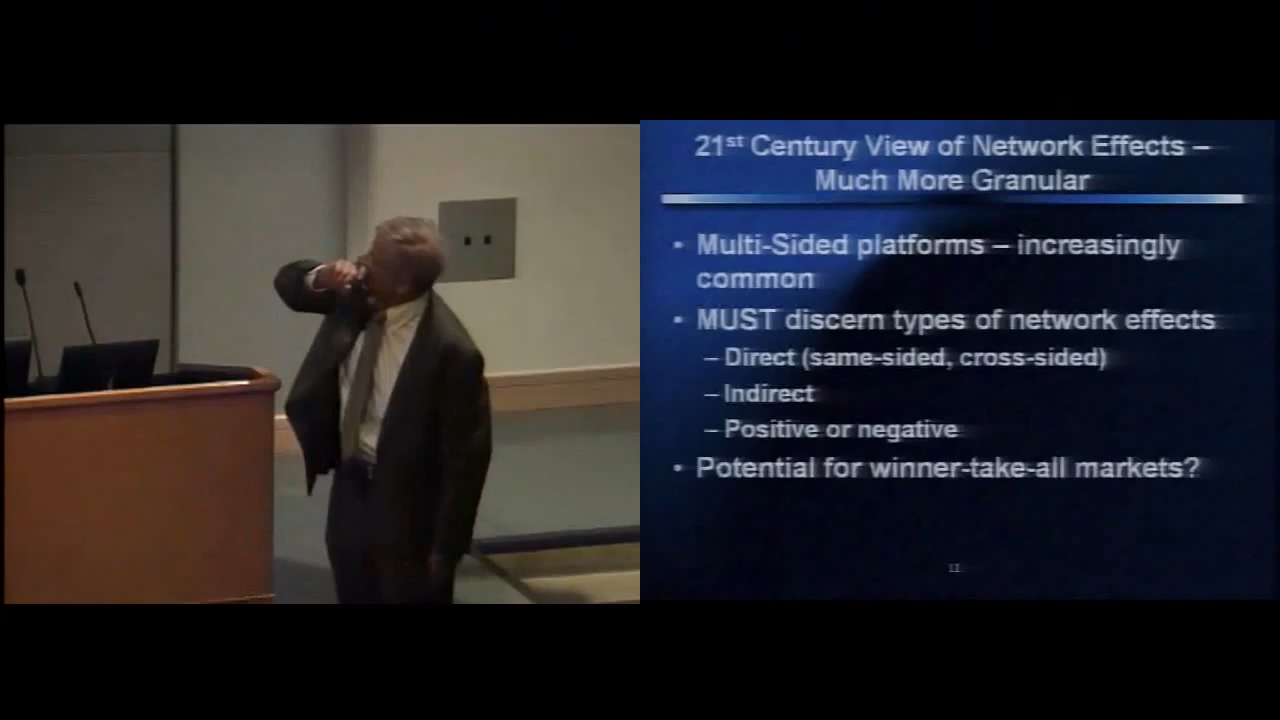 21st Century View of Network Effects –
Much More Granular
• Multi-Sided platforms – increasingly
common
• MUST discern types of network effects
– Direct (same-sided, cross-sided)
– Indirect
– Positive or negative
• Potential for winner-take-all markets?